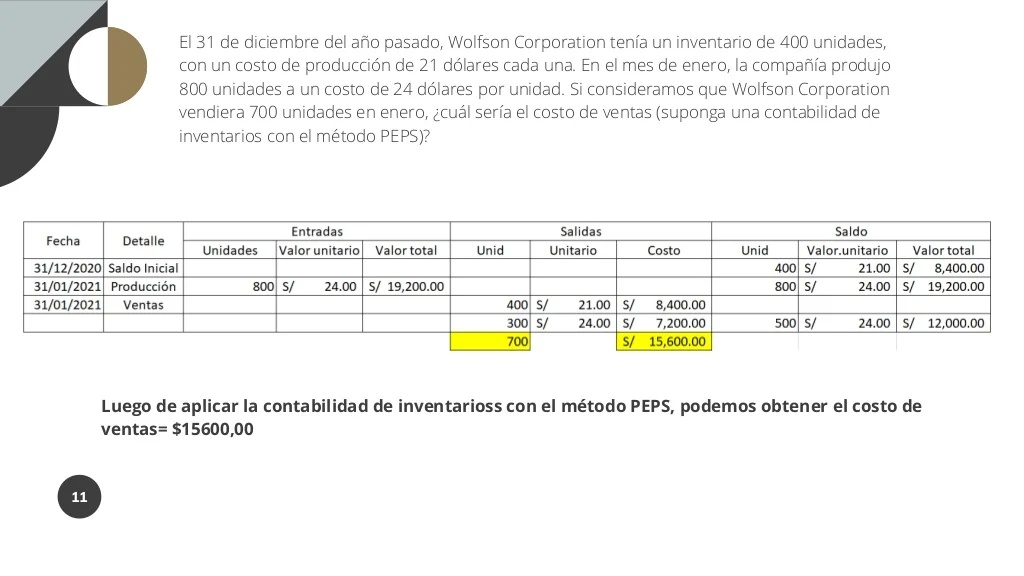 El 31 de diciembre del año pasado, Wolfson Corporation tenía un inventario de 400 unidades,
con un costo de producción de 21 dólares cada una. En el mes de enero, la compañía produjo
800 unidades a un costo de 24 dólares por unidad. Si consideramos que Wolfson Corporation
vendiera 700 unidades en enero, ¿cuál sería el costo de ventas (suponga una contabilidad de
inventarios con el método PEPS)?
Fecha Detalle Entradas Salidas Saldo
Unidades Valor unitario Valor total Unid Unitario Costo Unid Valor.unitario Valor total
31/12/2020 Saldo Inicial 400 S/ 21.00 S/ 8,400.00
31/01/2021 Producción 800 S/ 24.00 S/ 19,200.00 800 S/ 24.00 S/ 19,200.00
31/01/2021 Ventas 400 S/ 21.00 S/ 8,400.00
300 S/ 24.00 S/ 7,200.00 500 S/ 24.00 S/ 12,000.00
700 S/ 15,600.00
Luego de aplicar la contabilidad de inventarioss con el método PEPS, podemos obtener el costo de
ventas= $15600,00
11